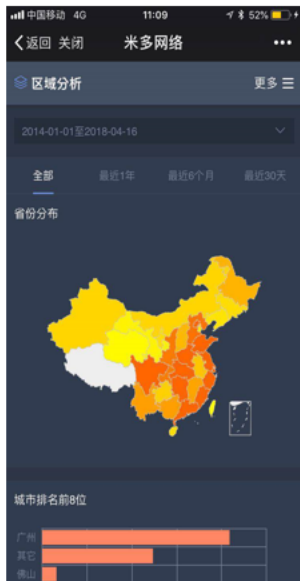 中国移动 4G 11:09 52%
返回 关闭 米多网络
区域分析 更多
2014-01-01至2018-04-16
全部 最近1年 最近6个月 最近30天
省份分布
城市排名前8位
广州
其它
佛山